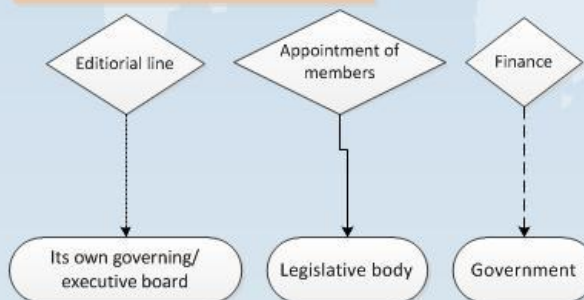 Editiorial line
Appointment of
members
Finance
Its own governing/
executive board
Legislative body
Government